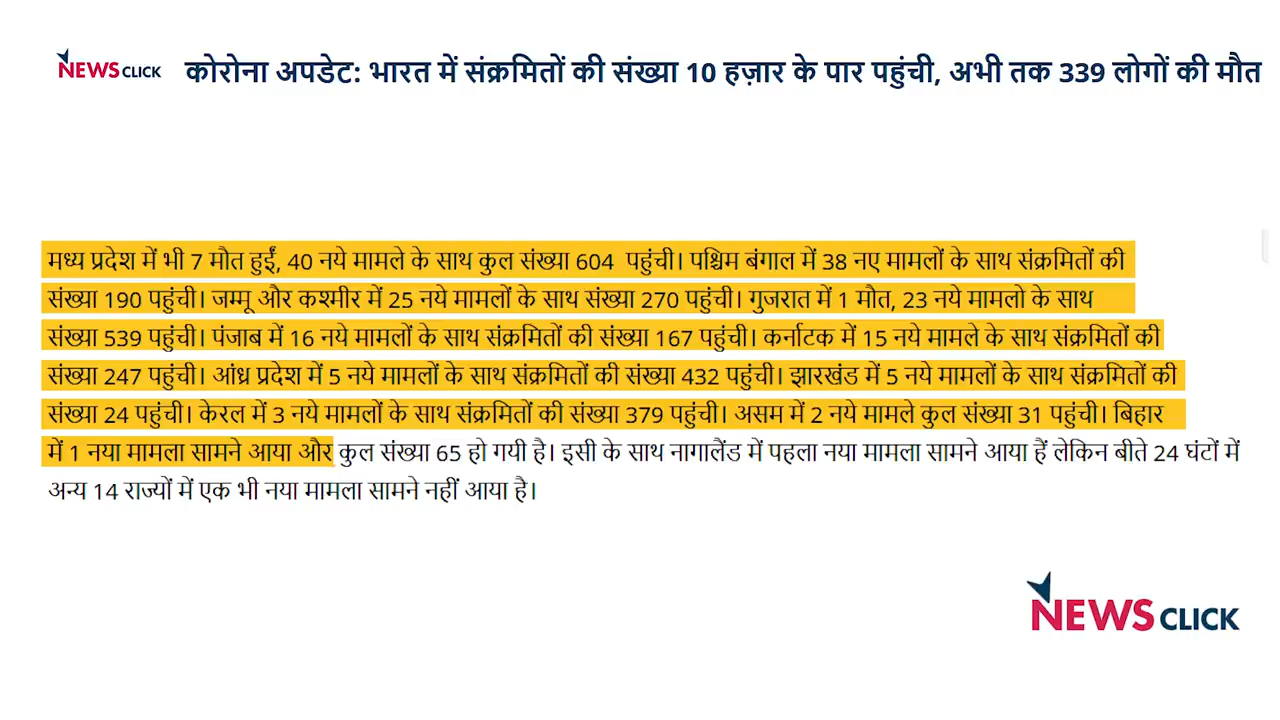 NEWSCLICK कोरोना अपडेट: भारत में संक्रमितों की संख्या 10 हज़ार के पार पहुंची, अभी तक 339 लोगों की मौत
मध्य प्रदेश में भी 7 मौत हुईं, 40 नये मामले के साथ कुल संख्या 604 पहुंची। पश्चिम बंगाल में 38 नए मामलों के साथ संक्रमितों की
संख्या 190 पहुंची। जम्मू और कश्मीर में 25 नये मामलों के साथ संख्या 270 पहुंची। गुजरात में 1 मौत, 23 नये मामलो के साथ
संख्या 539 पहुंची। पंजाब में 16 नये मामलों के साथ संक्रमितों की संख्या 167 पहुंची। कर्नाटक में 15 नये मामले के साथ संक्रमितों की
संख्या 247 पहुंची। आंध्र प्रदेश में 5 नये मामलों के साथ संक्रमितों की संख्या 432 पहुंची। झारखंड में 5 नये मामलों के साथ संक्रमितों की
संख्या 24 पहुंची। केरल में 3 नये मामलों के साथ संक्रमितों की संख्या 379 पहुंची। असम में 2 नये मामले कुल संख्या 31 पहुंची। बिहार
में 1 नया मामला सामने आया और कुल संख्या 65 हो गयी है। इसी के साथ नागालैंड में पहला नया मामला सामने आया हैं लेकिन बीते 24 घंटों में
अन्य 14 राज्यों में एक भी नया मामला सामने नहीं आया है।
NEWSCLICK